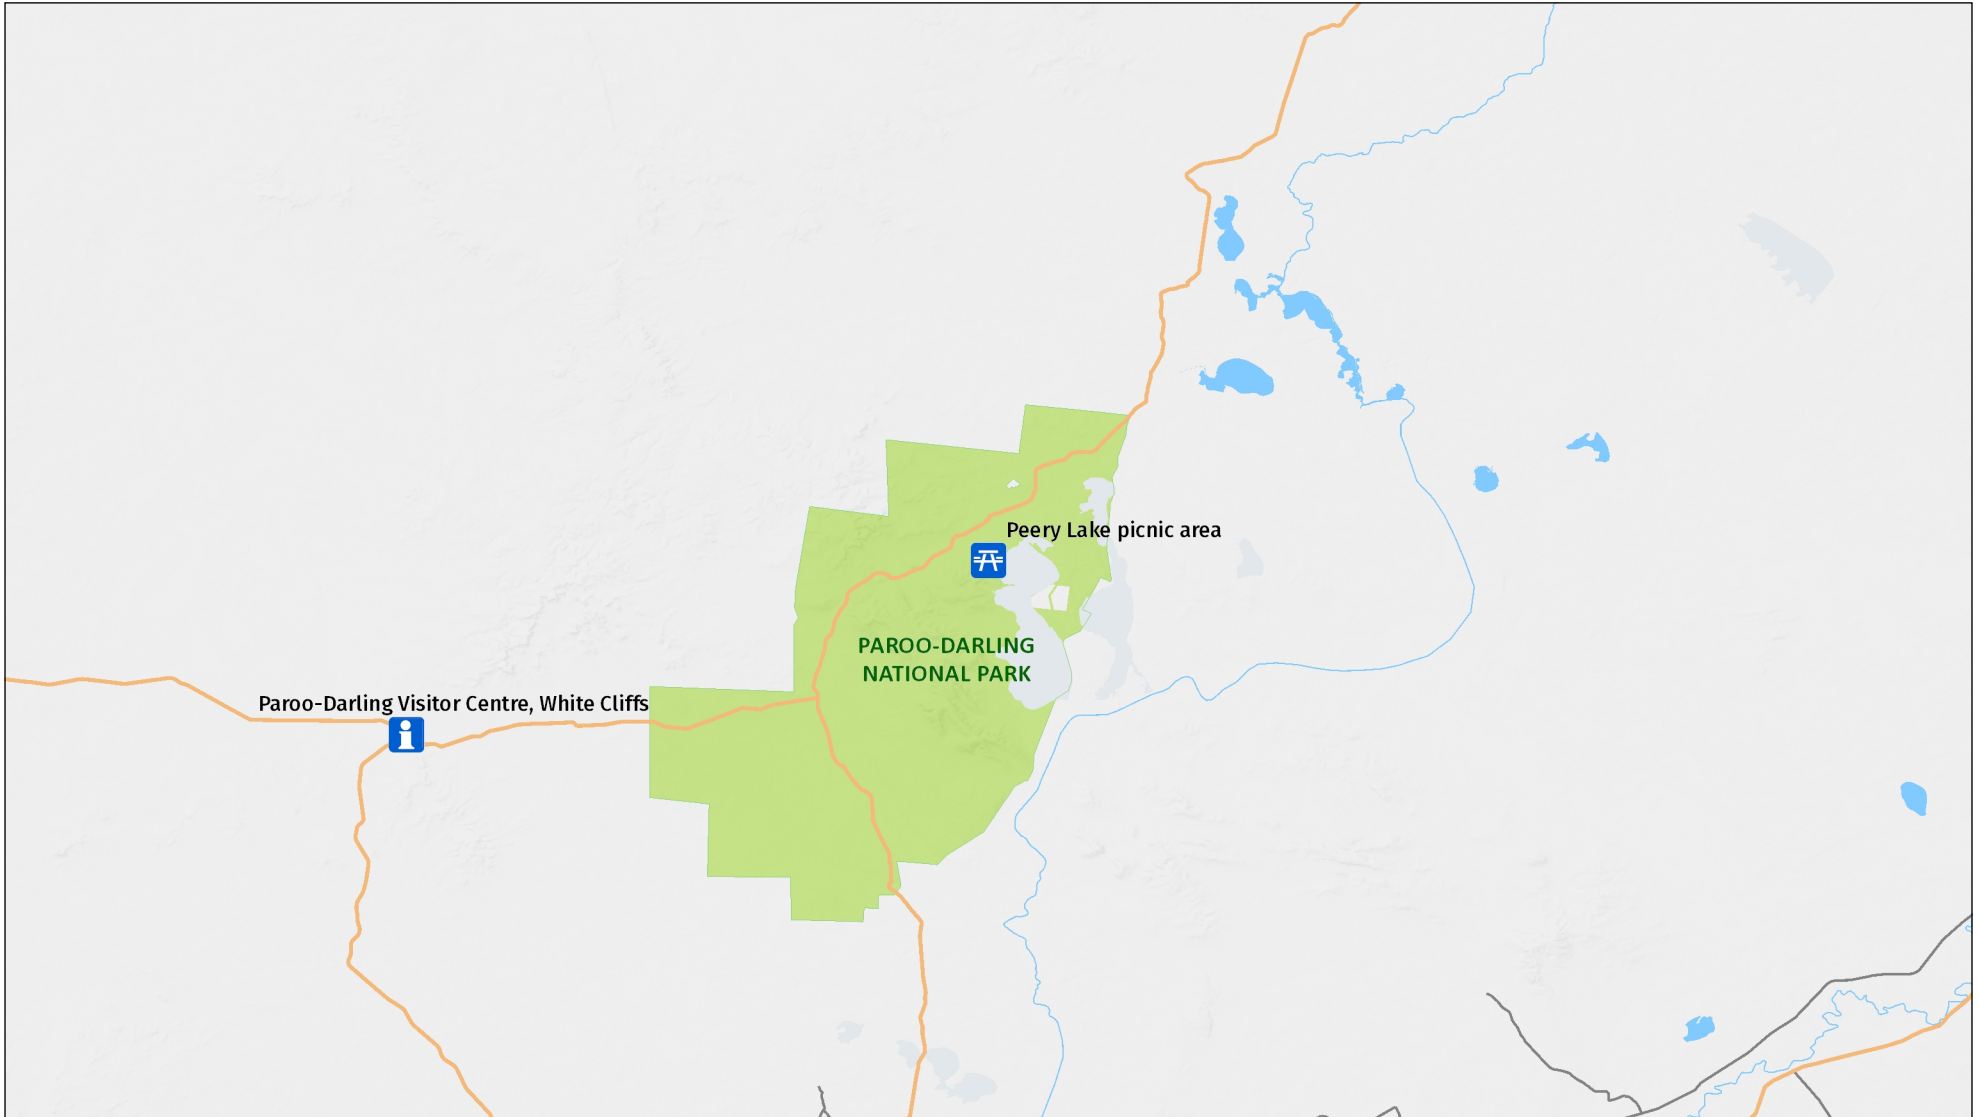 Peery Lake picnic area
PAROO-DARLING
NATIONAL PARK
Paroo-Darling Visitor Centre, White Cliffs